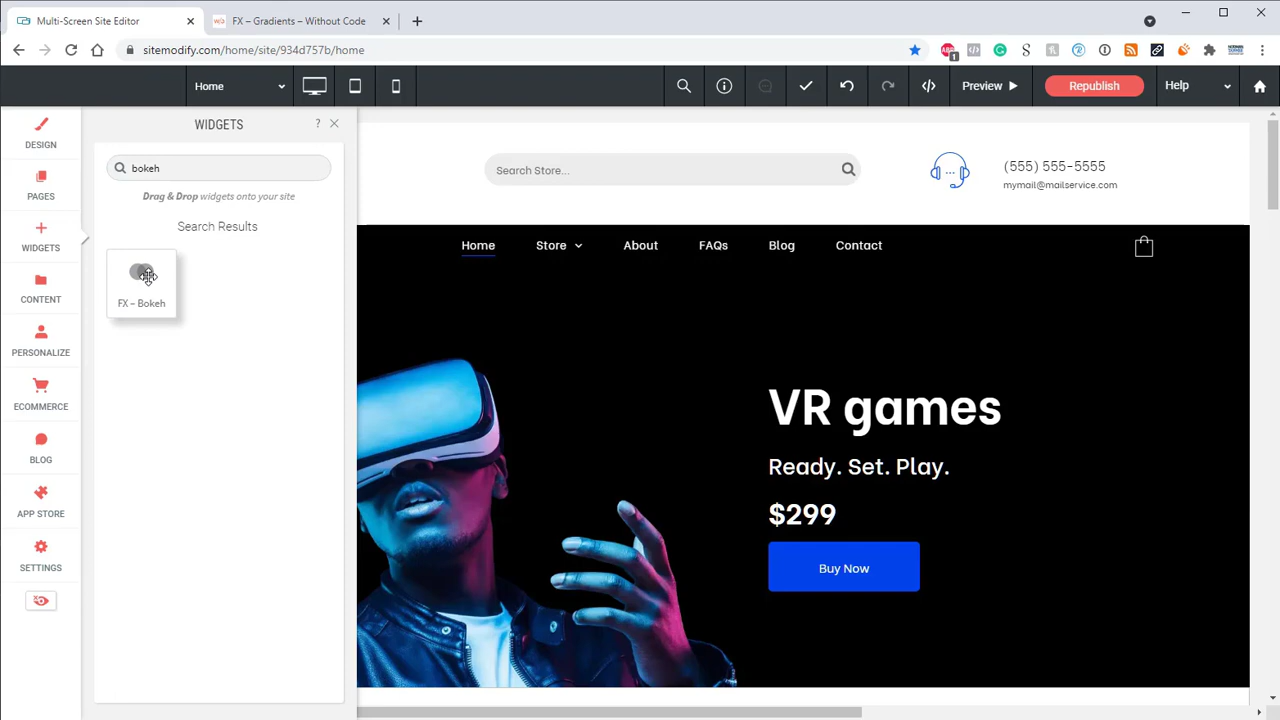 Multi-Screen Site Editor
FX – Gradients – Without Code
sitemodify.com/home/site/934d757b/home
1
Home
Preview
Republish
Help
DESIGN
PAGES
WIDGETS
CONTENT
PERSONALIZE
ECOMMERCE
BLOG
APP STORE
SETTINGS
WIDGETS
?
bokeh
Drag & Drop widgets onto your site
Search Results
FX – Bokeh
Search Store...
(555) 555-5555
mymail@mailservice.com
Home
Store
About
FAQs
Blog
Contact
VR games
Ready. Set. Play.
$299
Buy Now